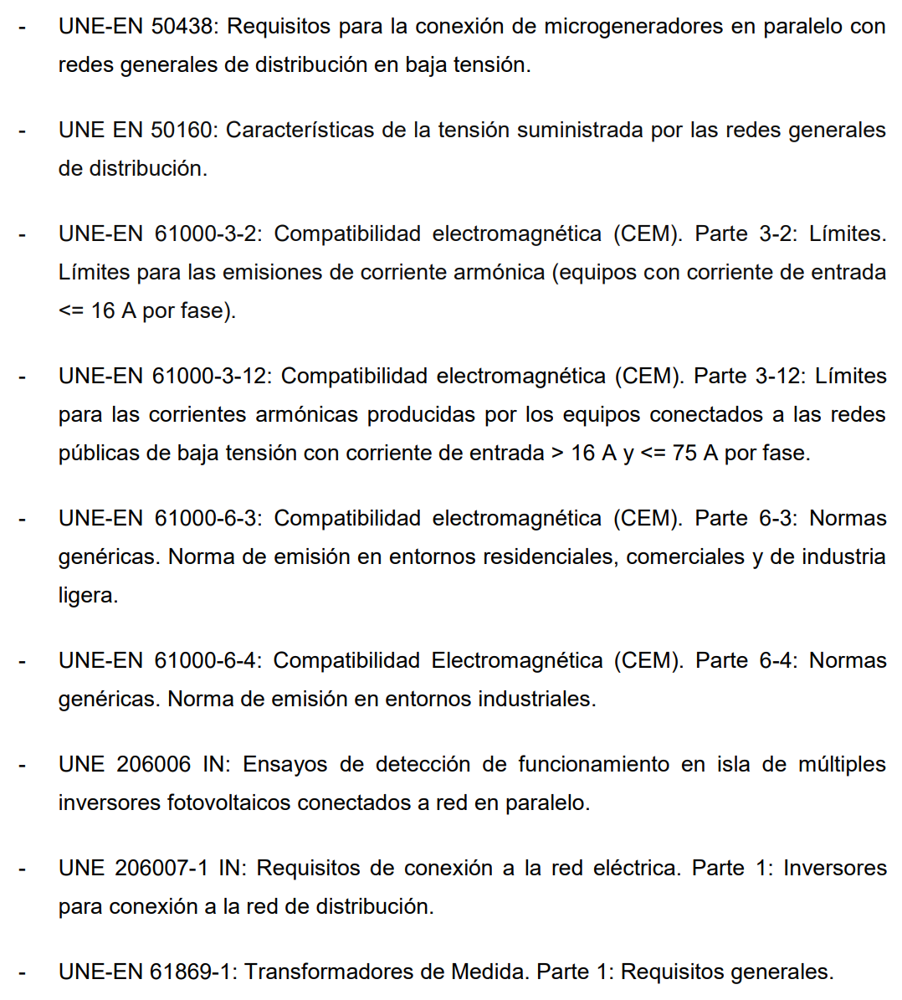 - UNE-EN 50438: Requisitos para la conexión de microgeneradores en paralelo con
redes generales de distribución en baja tensión.
- UNE EN 50160: Características de la tensión suministrada por las redes generales
de distribución.
- UNE-EN 61000-3-2: Compatibilidad electromagnética (CEM). Parte 3-2: Límites.
Límites para las emisiones de corriente armónica (equipos con corriente de entrada
<= 16 A por fase).
- UNE-EN 61000-3-12: Compatibilidad electromagnética (CEM). Parte 3-12: Límites
para las corrientes armónicas producidas por los equipos conectados a las redes
públicas de baja tensión con corriente de entrada > 16 A y <= 75 A por fase.
- UNE-EN 61000-6-3: Compatibilidad electromagnética (CEM). Parte 6-3: Normas
genéricas. Norma de emisión en entornos residenciales, comerciales y de industria
ligera.
- UNE-EN 61000-6-4: Compatibilidad Electromagnética (CEM). Parte 6-4: Normas
genéricas. Norma de emisión en entornos industriales.
- UNE 206006 IN: Ensayos de detección de funcionamiento en isla de múltiples
inversores fotovoltaicos conectados a red en paralelo.
- UNE 206007-1 IN: Requisitos de conexión a la red eléctrica. Parte 1: Inversores
para conexión a la red de distribución.
- UNE-EN 61869-1: Transformadores de Medida. Parte 1: Requisitos generales.